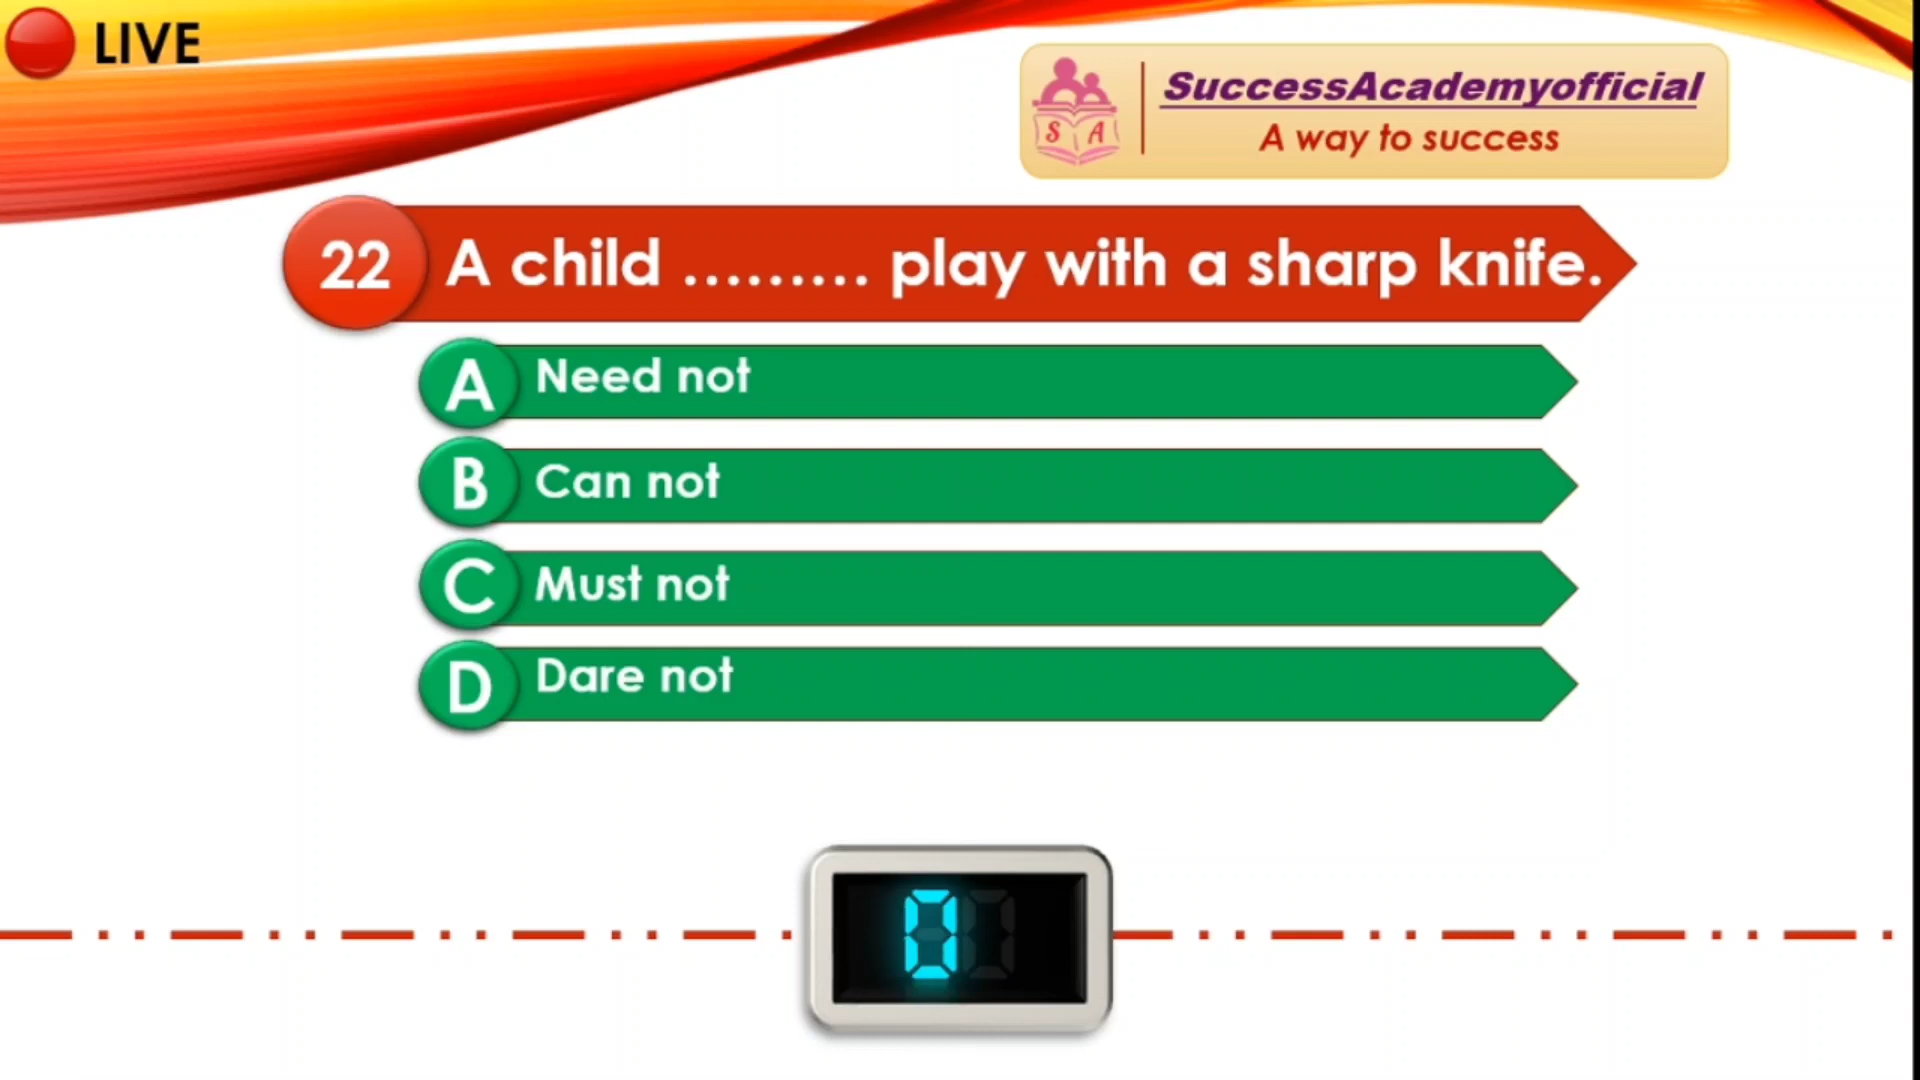 LIVE
SuccessAcademyofficial
S A
A way to success
22 A child ......... play with a sharp knife.
A Need not
B Can not
C Must not
D Dare not
0